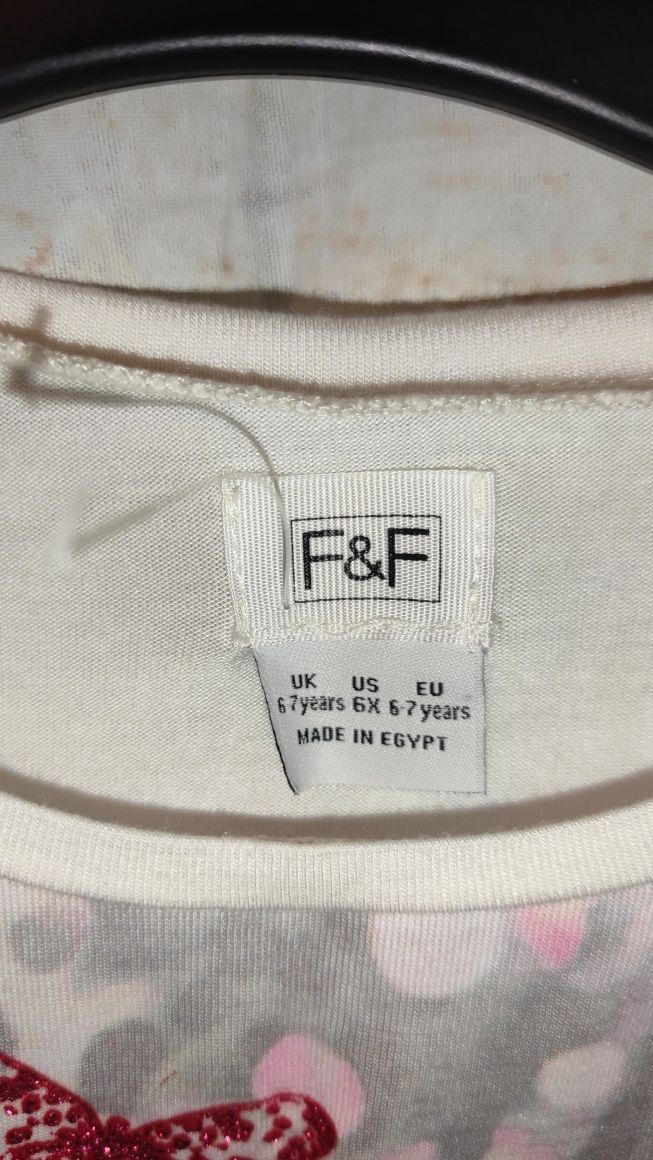 F&F
UK US EU
6 7years 6X 6-7years
MADE IN EGYPT